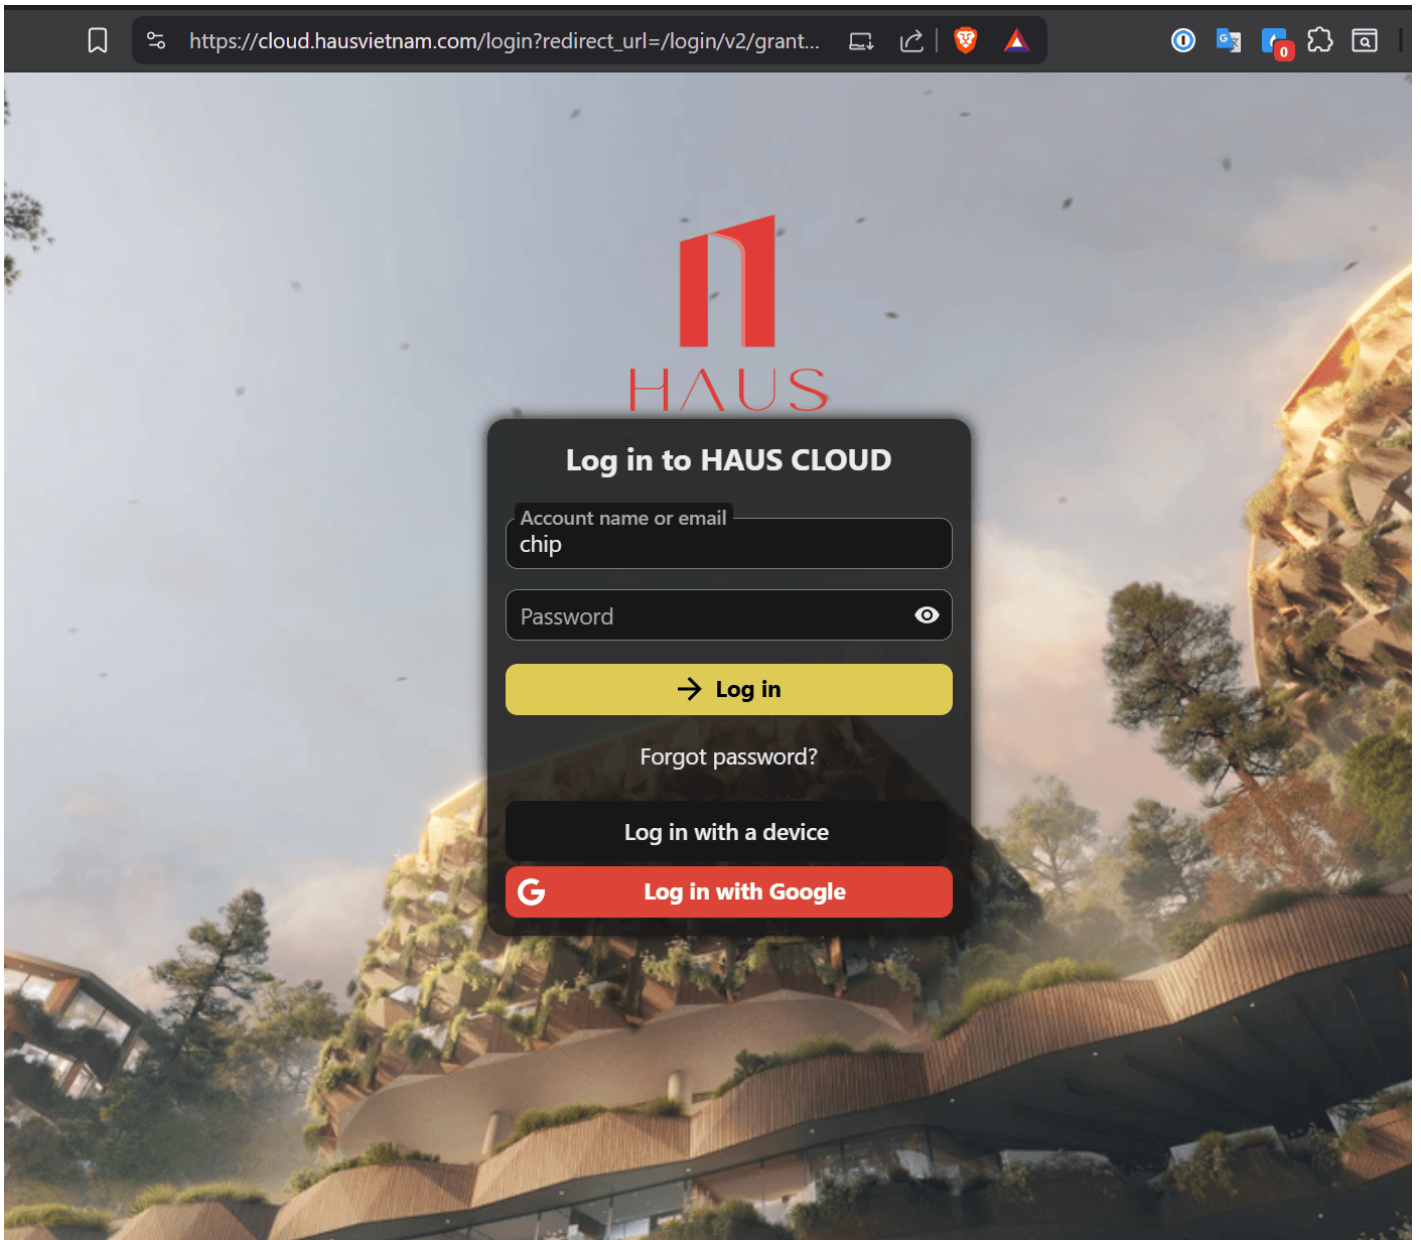 https://cloud.hausvietnam.com/login?redirect_url=/login/v2/grant...
0
HAUS
Log in to HAUS CLOUD
Account name or email
chip
Password
Log in
Forgot password?
Log in with a device
G Log in with Google